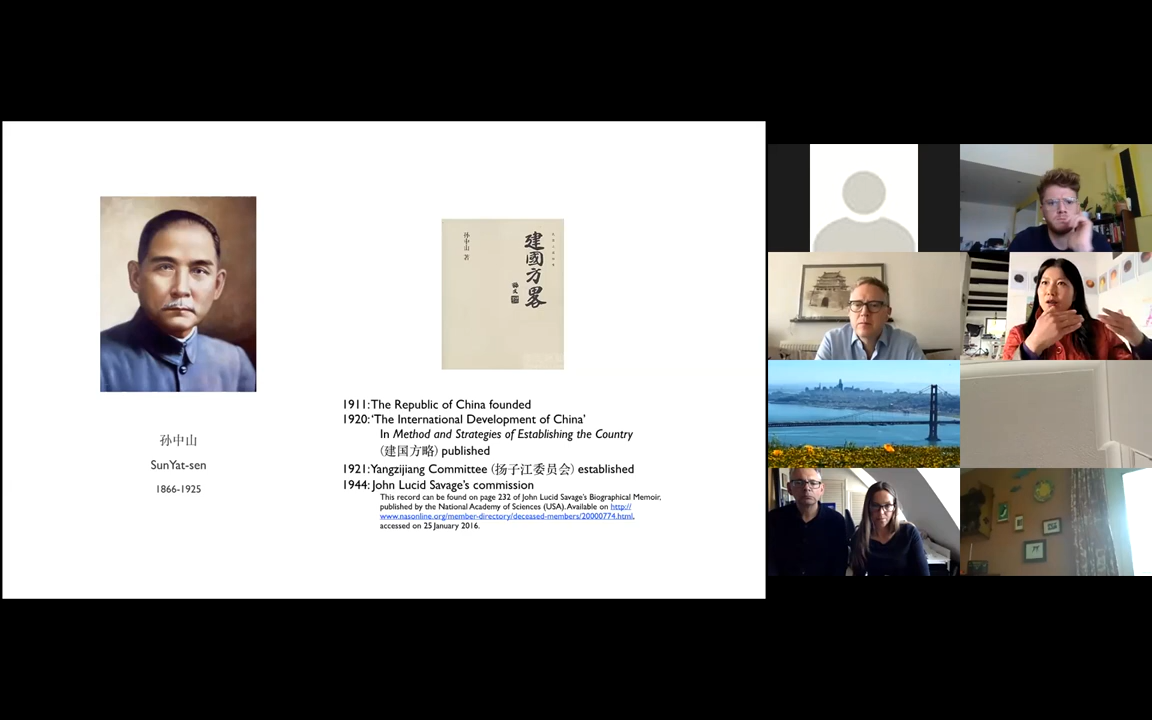 孙中山 著
建國方畧
孙文
孙中山
SunYat-sen
1866-1925
1911:The Republic of China founded
1920:‘The International Development of China’
In Method and Strategies of Establishing the Country
(建国方略) published
1921:Yangzijiang Committee (扬子江委员会) established
1944: John Lucid Savage’s commission
This record can be found on page 232 of John Lucid Savage’s Biographical Memoir,
published by the National Academy of Sciences (USA). Available on http://
www.nasonline.org/member-directory/deceased-members/20000774.html,
accessed on 25 January 2016.